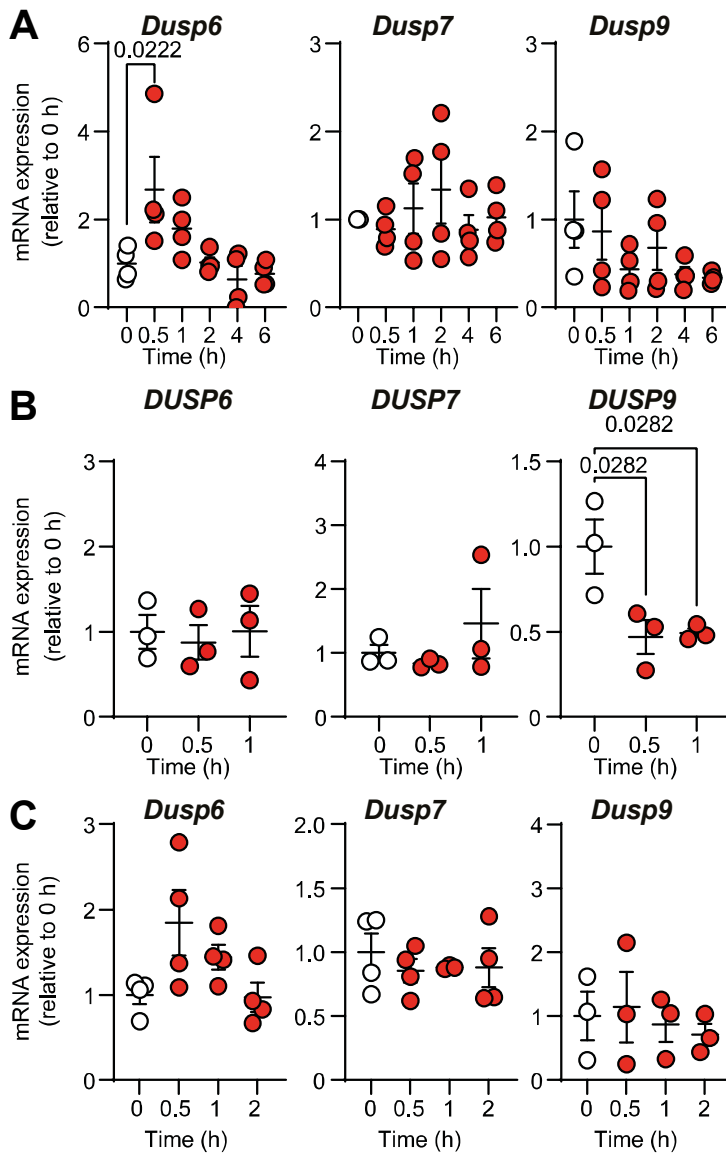 A
Dusp6
Dusp7
Dusp9
mRNA expression
(relative to 0 h)
0.0222
6
4
2
0
3
2
1
0
3
2
1
0
0 0.5 1 2 4 6
0 0.5 1 2 4 6
0 0.5 1 2 4 6
Time (h)
Time (h)
Time (h)
B
DUSP6
DUSP7
DUSP9
mRNA expression
(relative to 0 h)
0.0282
0.0282
3
2
1
0
4
3
2
1
0
1.5
1.0
0.5
0
0 0.5 1
0 0.5 1
0 0.5 1
Time (h)
Time (h)
Time (h)
C
Dusp6
Dusp7
Dusp9
mRNA expression
(relative to 0 h)
3
2
1
0
2.0
1.5
1.0
0.5
0.0
4
3
2
1
0
0 0.5 1 2
0 0.5 1 2
0 0.5 1 2
Time (h)
Time (h)
Time (h)